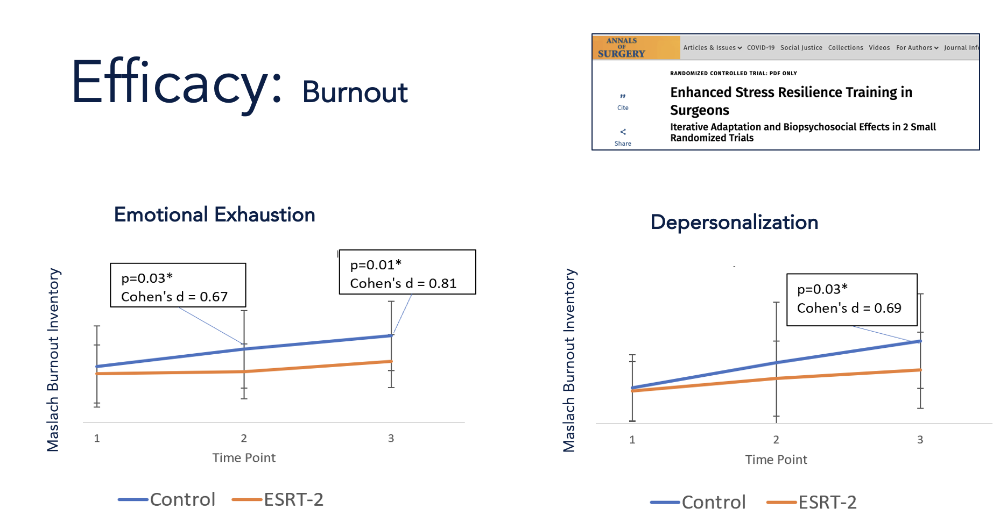 Efficacy: Burnout
ANNALS
OF
SURGERY
Articles & Issues COVID-19 Social Justice Collections Videos For Authors Journal Info
RANDOMIZED CONTROLLED TRIAL: PDF ONLY
Enhanced Stress Resilience Training in
Surgeons
Iterative Adaptation and Biopsychosocial Effects in 2 Small
Randomized Trials
Cite
Share
Emotional Exhaustion
Maslach Burnout Inventory
p=0.03*
Cohen's d = 0.67
p=0.01*
Cohen's d = 0.81
1 2 3
Time Point
Control ESRT-2
Depersonalization
Maslach Burnout Inventory
p=0.03*
Cohen's d = 0.69
1 2 3
Time Point
Control ESRT-2